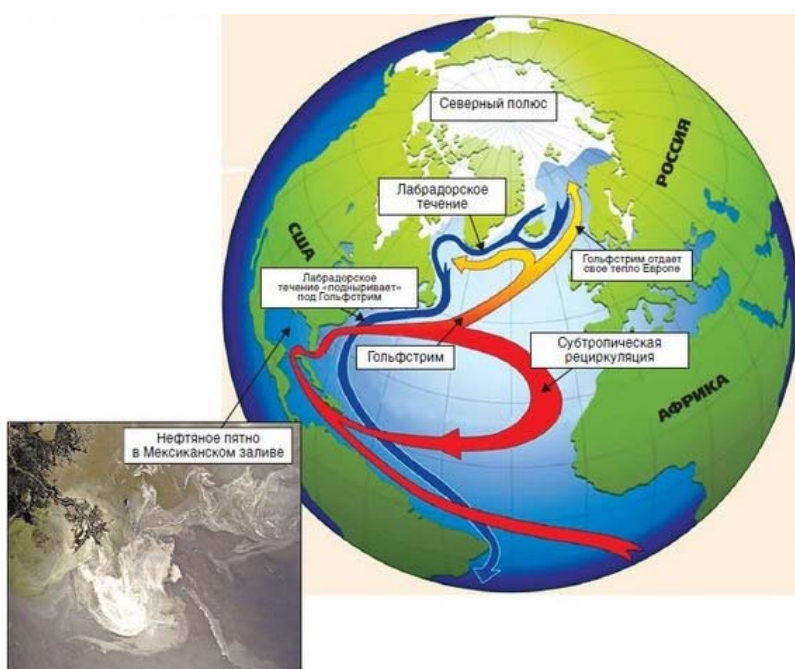 Северный полюс
РОССИЯ
Лабрадорское
течение
США
Гольфстрим отдает
свое тепло Европе
Лабрадорское
течение «подныривает»
под Гольфстрим
Гольфстрим
Субтропическая
рециркуляция
АФРИКА
Нефтяное пятно
в Мексиканском заливе